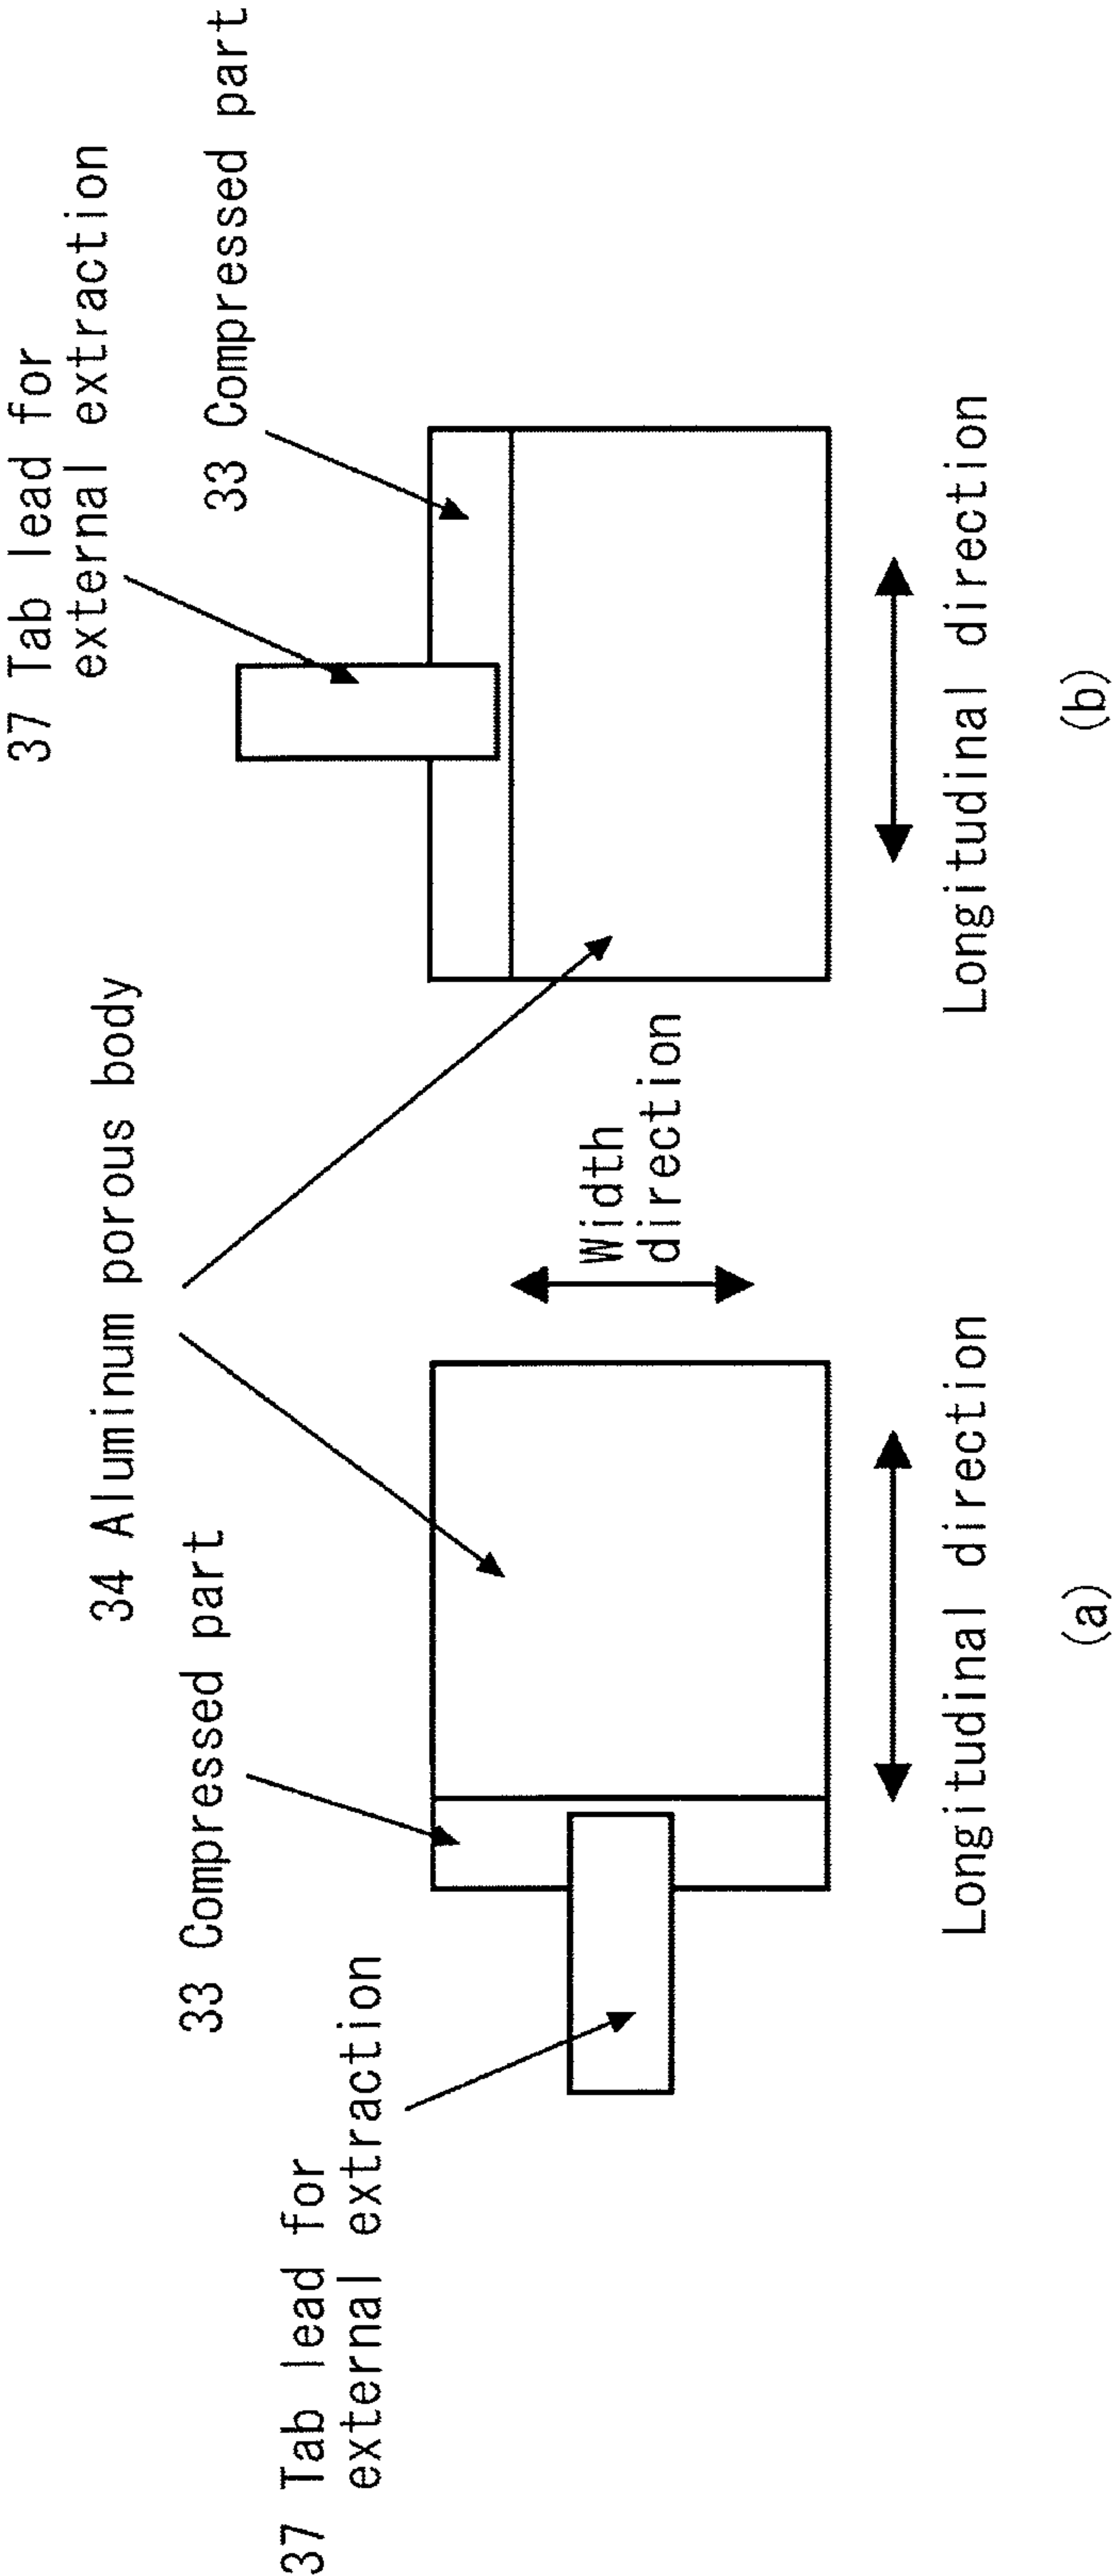 37 Tab lead for
external extraction
33 Compressed part
34 Aluminum porous body
Width
direction
Longitudinal direction
(a)
37 Tab lead for
external extraction
33 Compressed part
Longitudinal direction
(b)